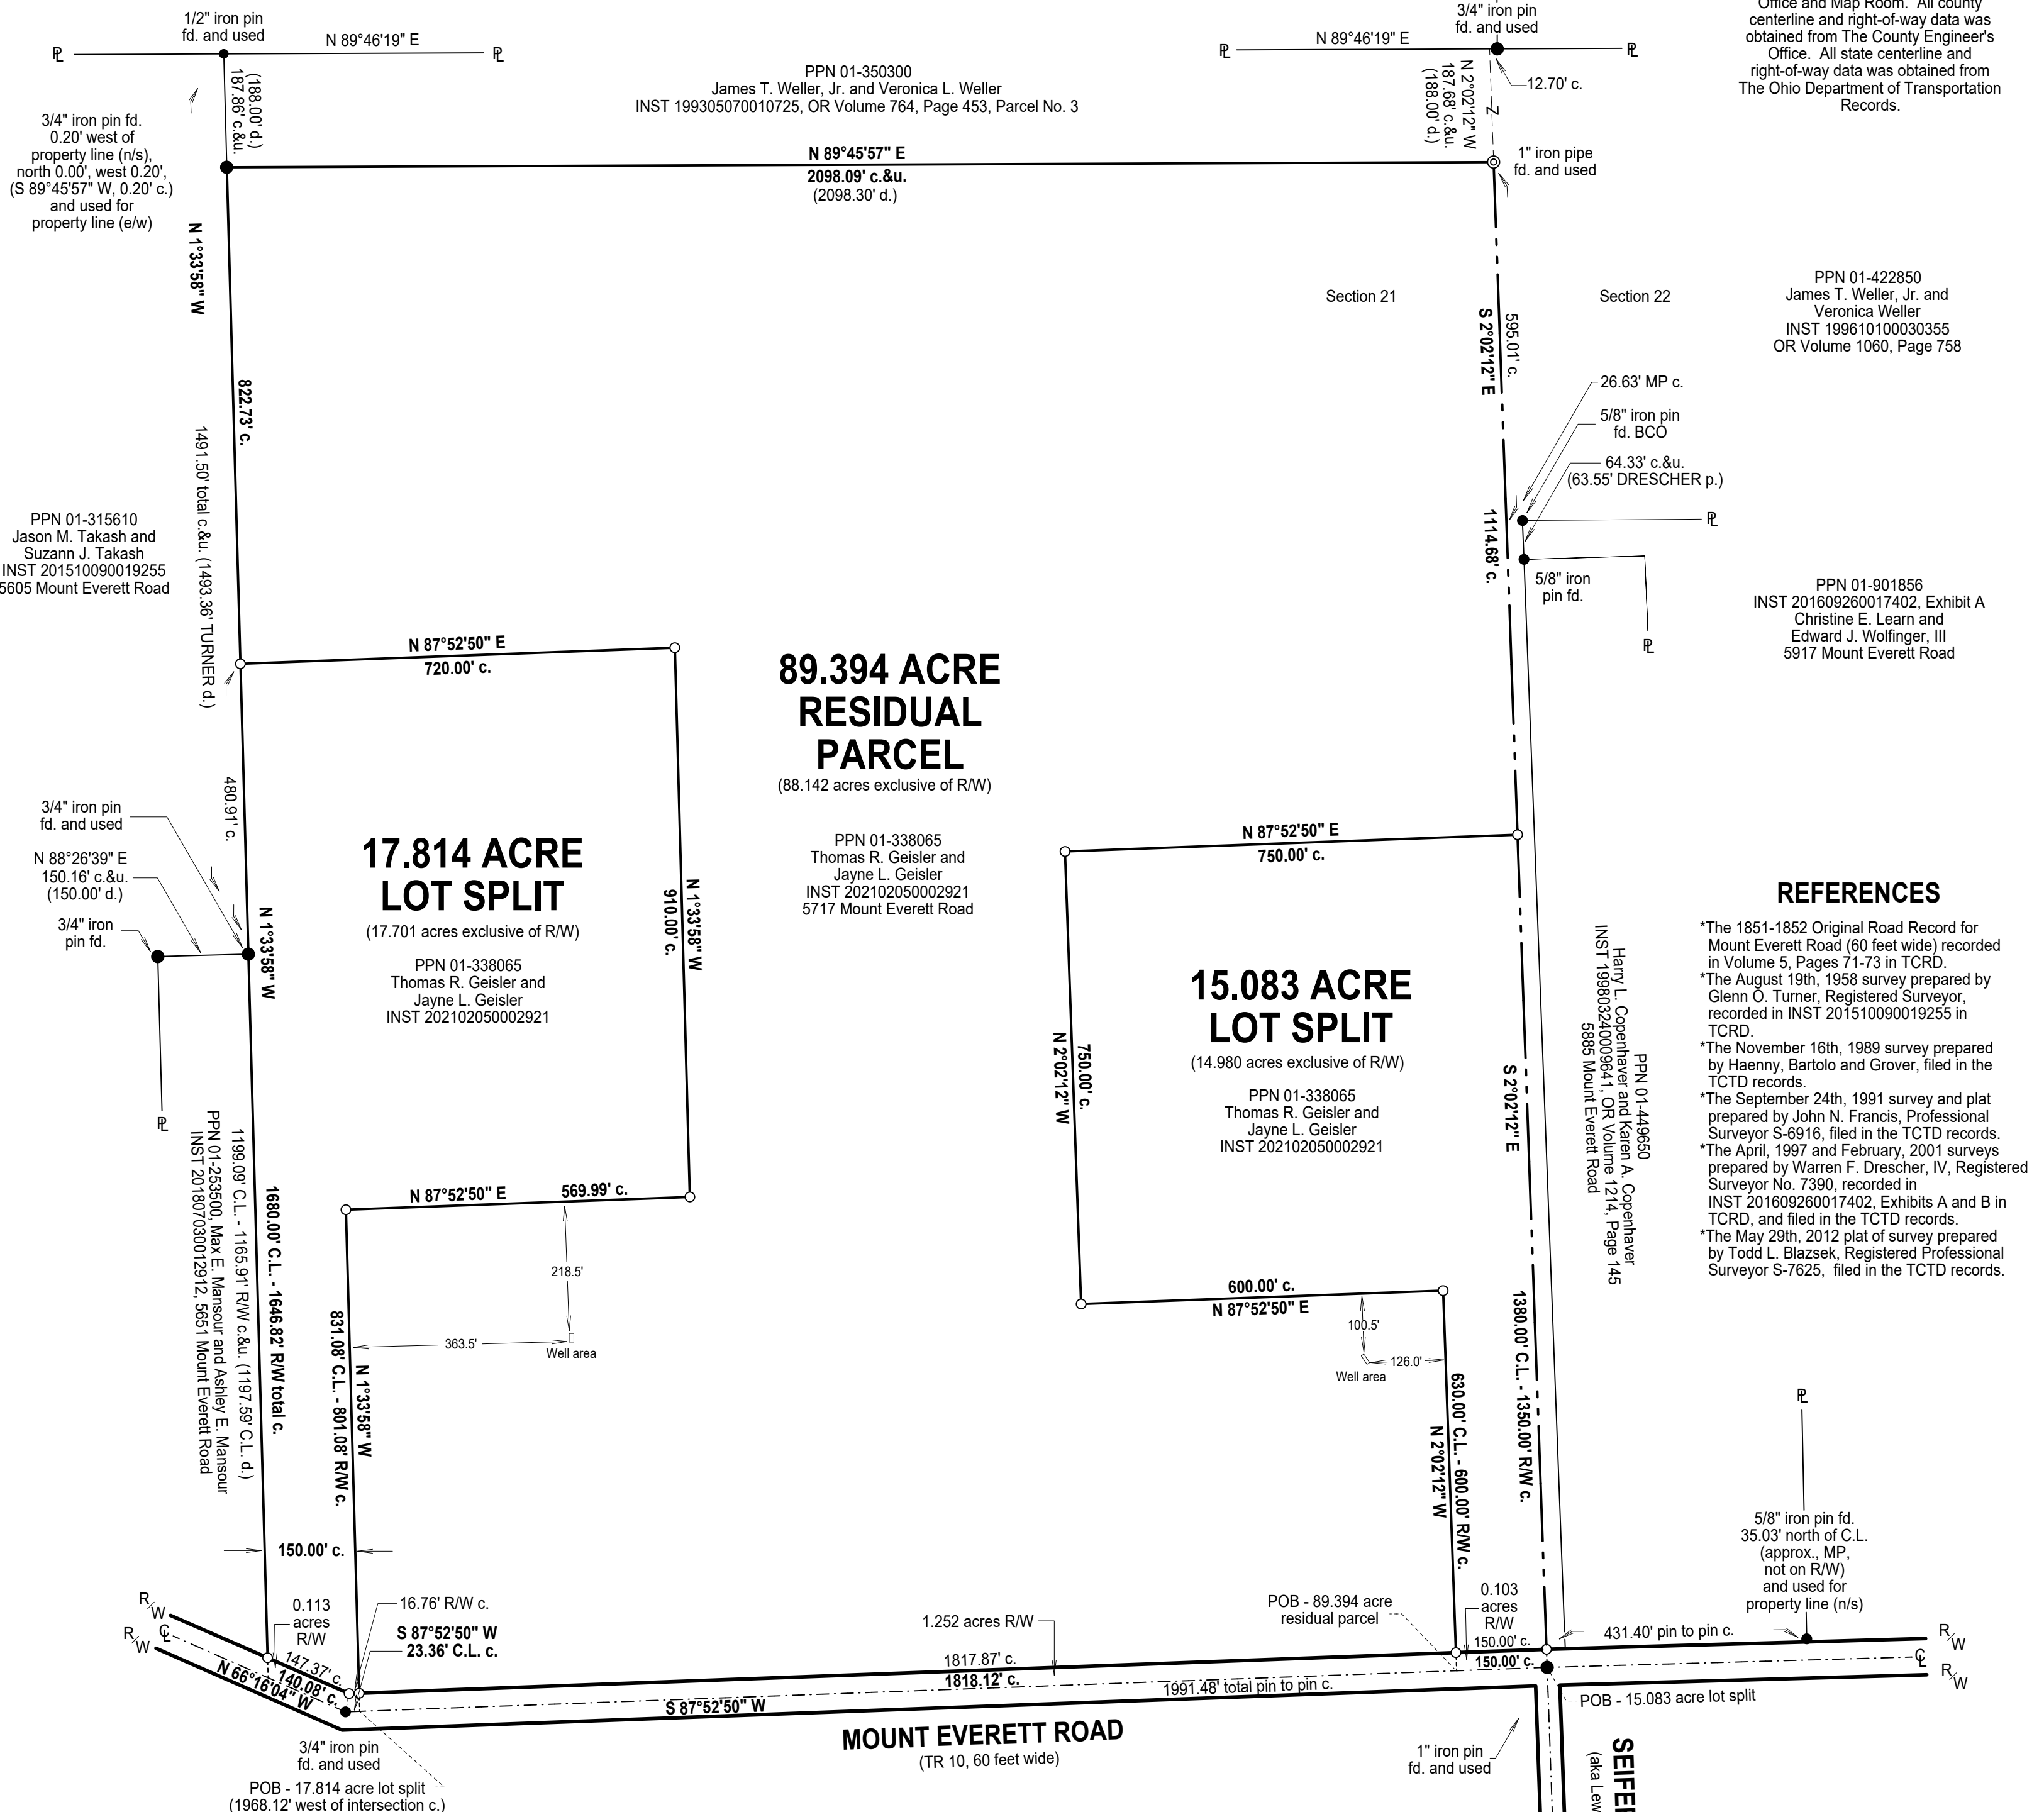 1/2" iron pin
fd. and used
N 89°46'19" E
PL
PL
(188.00' d.)
187.86' c.&u.
3/4" iron pin fd.
0.20' west of
property line (n/s),
north 0.00', west 0.20',
(S 89°45'57" W, 0.20' c.)
and used for
property line (e/w)
PPN 01-350300
James T. Weller, Jr. and Veronica L. Weller
INST 199305070010725, OR Volume 764, Page 453, Parcel No. 3
3/4" iron pin
fd. and used
N 89°46'19" E
PL
PL
12.70' c.
N 2°02'12" W
187.68' c.&u.
(188.00' d.)
Z
1" iron pipe
fd. and used
Office and Map Room. All county
centerline and right-of-way data was
obtained from The County Engineer's
Office. All state centerline and
right-of-way data was obtained from
The Ohio Department of Transportation
Records.
N 89°45'57" E
2098.09' c.&u.
(2098.30' d.)
N 1°33'58" W
822.73' c.
1491.50' total c.&u. (1493.36' TURNER d.)
Section 21
Section 22
595.01' c.
S 2°02'12" E
1114.68' c.
PPN 01-422850
James T. Weller, Jr. and
Veronica Weller
INST 199610100030355
OR Volume 1060, Page 758
26.63' MP c.
5/8" iron pin
fd. BCO
64.33' c.&u.
(63.55' DRESCHER p.)
PL
5/8" iron
pin fd.
PL
PPN 01-315610
Jason M. Takash and
Suzann J. Takash
INST 201510090019255
5605 Mount Everett Road
PPN 01-901856
INST 201609260017402, Exhibit A
Christine E. Learn and
Edward J. Wolfinger, III
5917 Mount Everett Road
N 87°52'50" E
720.00' c.
89.394 ACRE
RESIDUAL
PARCEL
(88.142 acres exclusive of R/W)
PPN 01-338065
Thomas R. Geisler and
Jayne L. Geisler
INST 202102050002921
5717 Mount Everett Road
480.91' c.
3/4" iron pin
fd. and used
N 88°26'39" E
150.16' c.&u.
(150.00' d.)
3/4" iron
pin fd.
PL
N 1°33'58" W
17.814 ACRE
LOT SPLIT
(17.701 acres exclusive of R/W)
PPN 01-338065
Thomas R. Geisler and
Jayne L. Geisler
INST 202102050002921
N 1°33'58" W
910.00' c.
N 87°52'50" E
750.00' c.
750.00' c.
N 2°02'12" W
15.083 ACRE
LOT SPLIT
(14.980 acres exclusive of R/W)
PPN 01-338065
Thomas R. Geisler and
Jayne L. Geisler
INST 202102050002921
S 2°02'12" E
PPN 01-449650
Harry L. Copenhaver and Karen A. Copenhaver
INST 199803240009641, OR Volume 1214, Page 145
5885 Mount Everett Road
REFERENCES
*The 1851-1852 Original Road Record for
Mount Everett Road (60 feet wide) recorded
in Volume 5, Pages 71-73 in TCRD.
*The August 19th, 1958 survey prepared by
Glenn O. Turner, Registered Surveyor,
recorded in INST 201510090019255 in
TCRD.
*The November 16th, 1989 survey prepared
by Haenny, Bartolo and Grover, filed in the
TCTD records.
*The September 24th, 1991 survey and plat
prepared by John N. Francis, Professional
Surveyor S-6916, filed in the TCTD records.
*The April, 1997 and February, 2001 surveys
prepared by Warren F. Drescher, IV, Registered
Surveyor No. 7390, recorded in
INST 201609260017402, Exhibits A and B in
TCRD, and filed in the TCTD records.
*The May 29th, 2012 plat of survey prepared
by Todd L. Blazsek, Registered Professional
Surveyor S-7625, filed in the TCTD records.
1199.09' C.L. - 1165.91' R/W c.&u. (1197.59' C.L. d.)
PPN 01-253500, Max E. Mansour and Ashley E. Mansour
INST 201807030012912, 5651 Mount Everett Road
1680.00' C.L. - 1646.82' R/W total c.
N 87°52'50" E
569.99' c.
218.5'
363.5'
Well area
831.08' C.L. - 801.08' R/W c.
N 1°33'58" W
600.00' c.
N 87°52'50" E
100.5'
126.0'
Well area
630.00' C.L. - 600.00' R/W c.
N 2°02'12" W
1380.00' C.L. - 1350.00' R/W c.
PL
5/8" iron pin fd.
35.03' north of C.L.
(approx., MP,
not on R/W)
and used for
property line (n/s)
150.00' c.
R/W
CL
R/W
0.113
acres
R/W
16.76' R/W c.
S 87°52'50" W
23.36' C.L. c.
147.37' c.
140.08' c.
N 66°16'04" W
1.252 acres R/W
1817.87' c.
1818.12' c.
1991.48' total pin to pin c.
S 87°52'50" W
MOUNT EVERETT ROAD
(TR 10, 60 feet wide)
POB - 89.394 acre
residual parcel
0.103
acres
R/W
150.00' c.
150.00' c.
431.40' pin to pin c.
R/W
CL
R/W
POB - 15.083 acre lot split
3/4" iron pin
fd. and used
POB - 17.814 acre lot split
(1968.12' west of intersection c.)
1" iron pin
fd. and used
SEIFE
(aka Lew